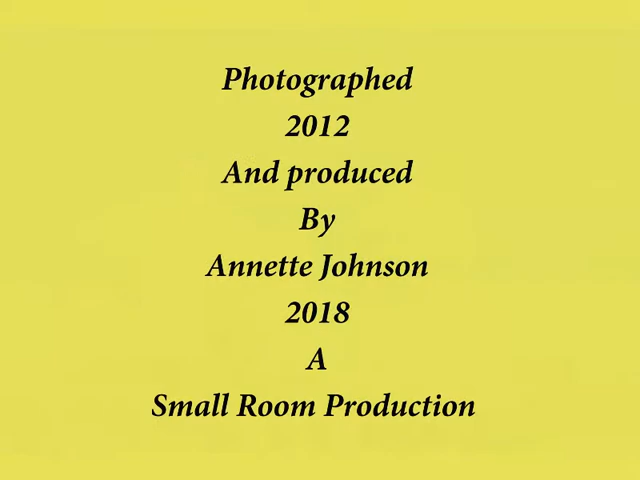 Photographed
2012
And produced
By
Annette Johnson
2018
A
Small Room Production